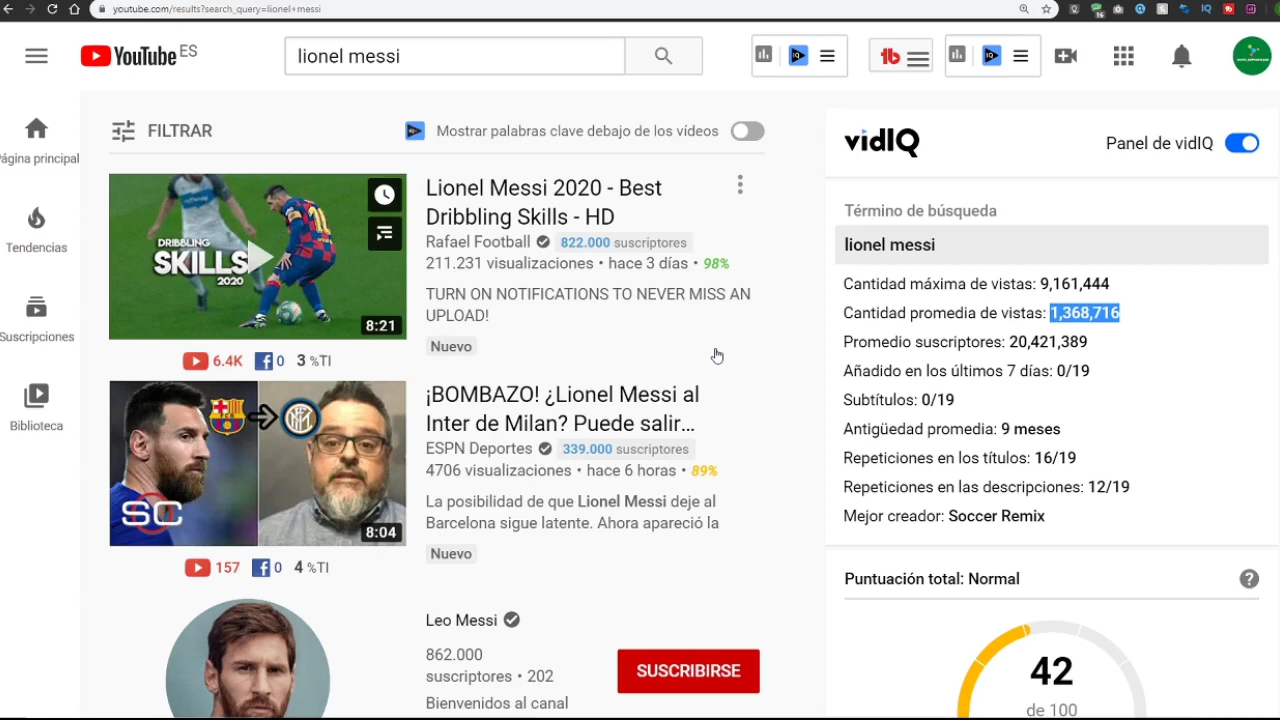 youtube.com/results?search_query=lionel+messi
16
YouTube ES
lionel messi
Página principal
Tendencias
Suscripciones
Biblioteca
FILTRAR
Mostrar palabras clave debajo de los vídeos
DRIBBLING
SKILLS
2020
8:21
6.4K 0 3 %TI
Lionel Messi 2020 - Best
Dribbling Skills - HD
Rafael Football 822.000 suscriptores
211.231 visualizaciones • hace 3 días • 98%
TURN ON NOTIFICATIONS TO NEVER MISS AN
UPLOAD!
Nuevo
SC
8:04
157 0 4 %TI
¡BOMBAZO! ¿Lionel Messi al
Inter de Milan? Puede salir...
ESPN Deportes 339.000 suscriptores
4706 visualizaciones • hace 6 horas • 89%
La posibilidad de que Lionel Messi deje al
Barcelona sigue latente. Ahora apareció la
Nuevo
Leo Messi
862.000
suscriptores • 202
Bienvenidos al canal
SUSCRIBIRSE
vidIQ
Panel de vidIQ
Término de búsqueda
lionel messi
Cantidad máxima de vistas: 9,161,444
Cantidad promedia de vistas: 1,368,716
Promedio suscriptores: 20,421,389
Añadido en los últimos 7 días: 0/19
Subtítulos: 0/19
Antigüedad promedia: 9 meses
Repeticiones en los títulos: 16/19
Repeticiones en las descripciones: 12/19
Mejor creador: Soccer Remix
Puntuación total: Normal
42
de 100